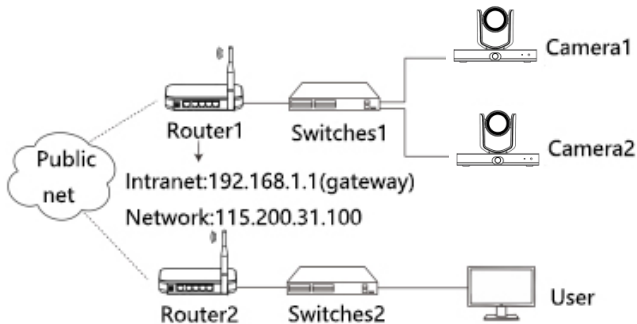 Camera1
Router1
Switches1
Camera2
Public
net
Intranet:192.168.1.1(gateway)
Network:115.200.31.100
Router2
Switches2
User